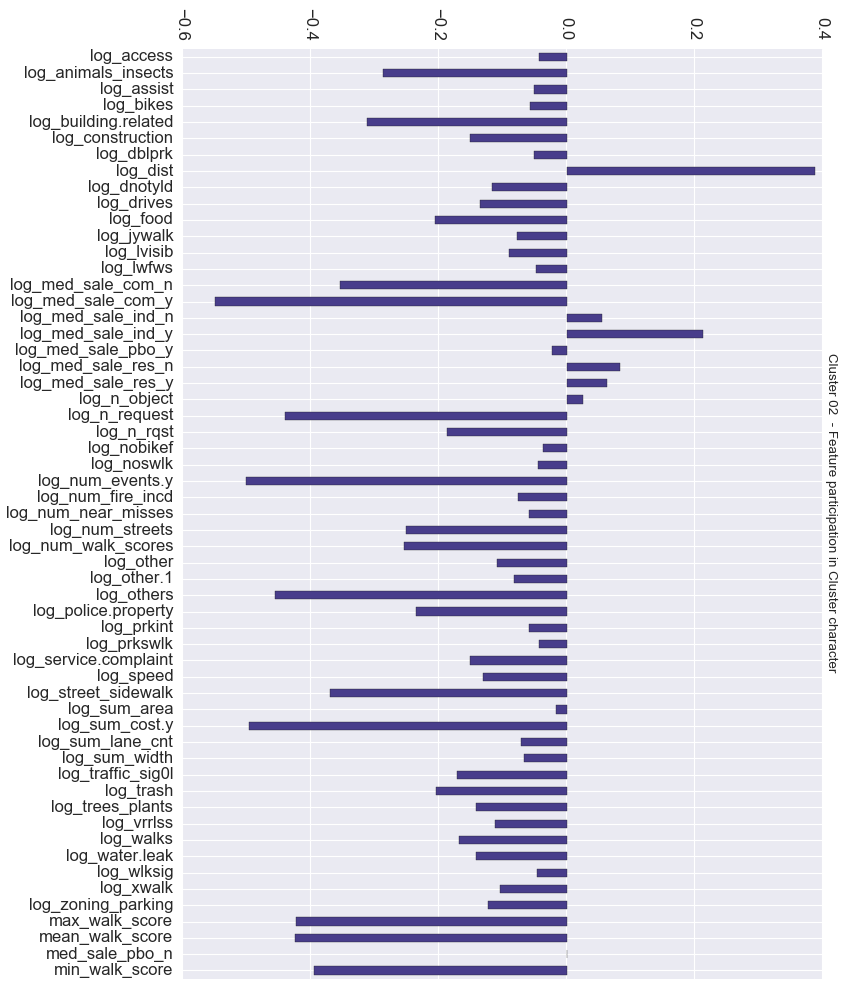 −0.6 −0.4 −0.2 0.0 0.2 0.4
log_access
log_animals_insects
log_assist
log_bikes
log_building.related
log_construction
log_dblprk
log_dist
log_dnotyld
log_drives
log_food
log_jywalk
log_lvisib
log_lwfws
log_med_sale_com_n
log_med_sale_com_y
log_med_sale_ind_n
log_med_sale_ind_y
log_med_sale_pbo_y
log_med_sale_res_n
log_med_sale_res_y
log_n_object
log_n_request
log_n_rqst
log_nobikef
log_noswlk
log_num_events.y
log_num_fire_incd
log_num_near_misses
log_num_streets
log_num_walk_scores
log_other
log_other.1
log_others
log_police.property
log_prkint
log_prkswlk
log_service.complaint
log_speed
log_street_sidewalk
log_sum_area
log_sum_cost.y
log_sum_lane_cnt
log_sum_width
log_traffic_sig0l
log_trash
log_trees_plants
log_vrrlss
log_walks
log_water.leak
log_wlksig
log_xwalk
log_zoning_parking
max_walk_score
mean_walk_score
med_sale_pbo_n
min_walk_score
Cluster 02 - Feature participation in Cluster character